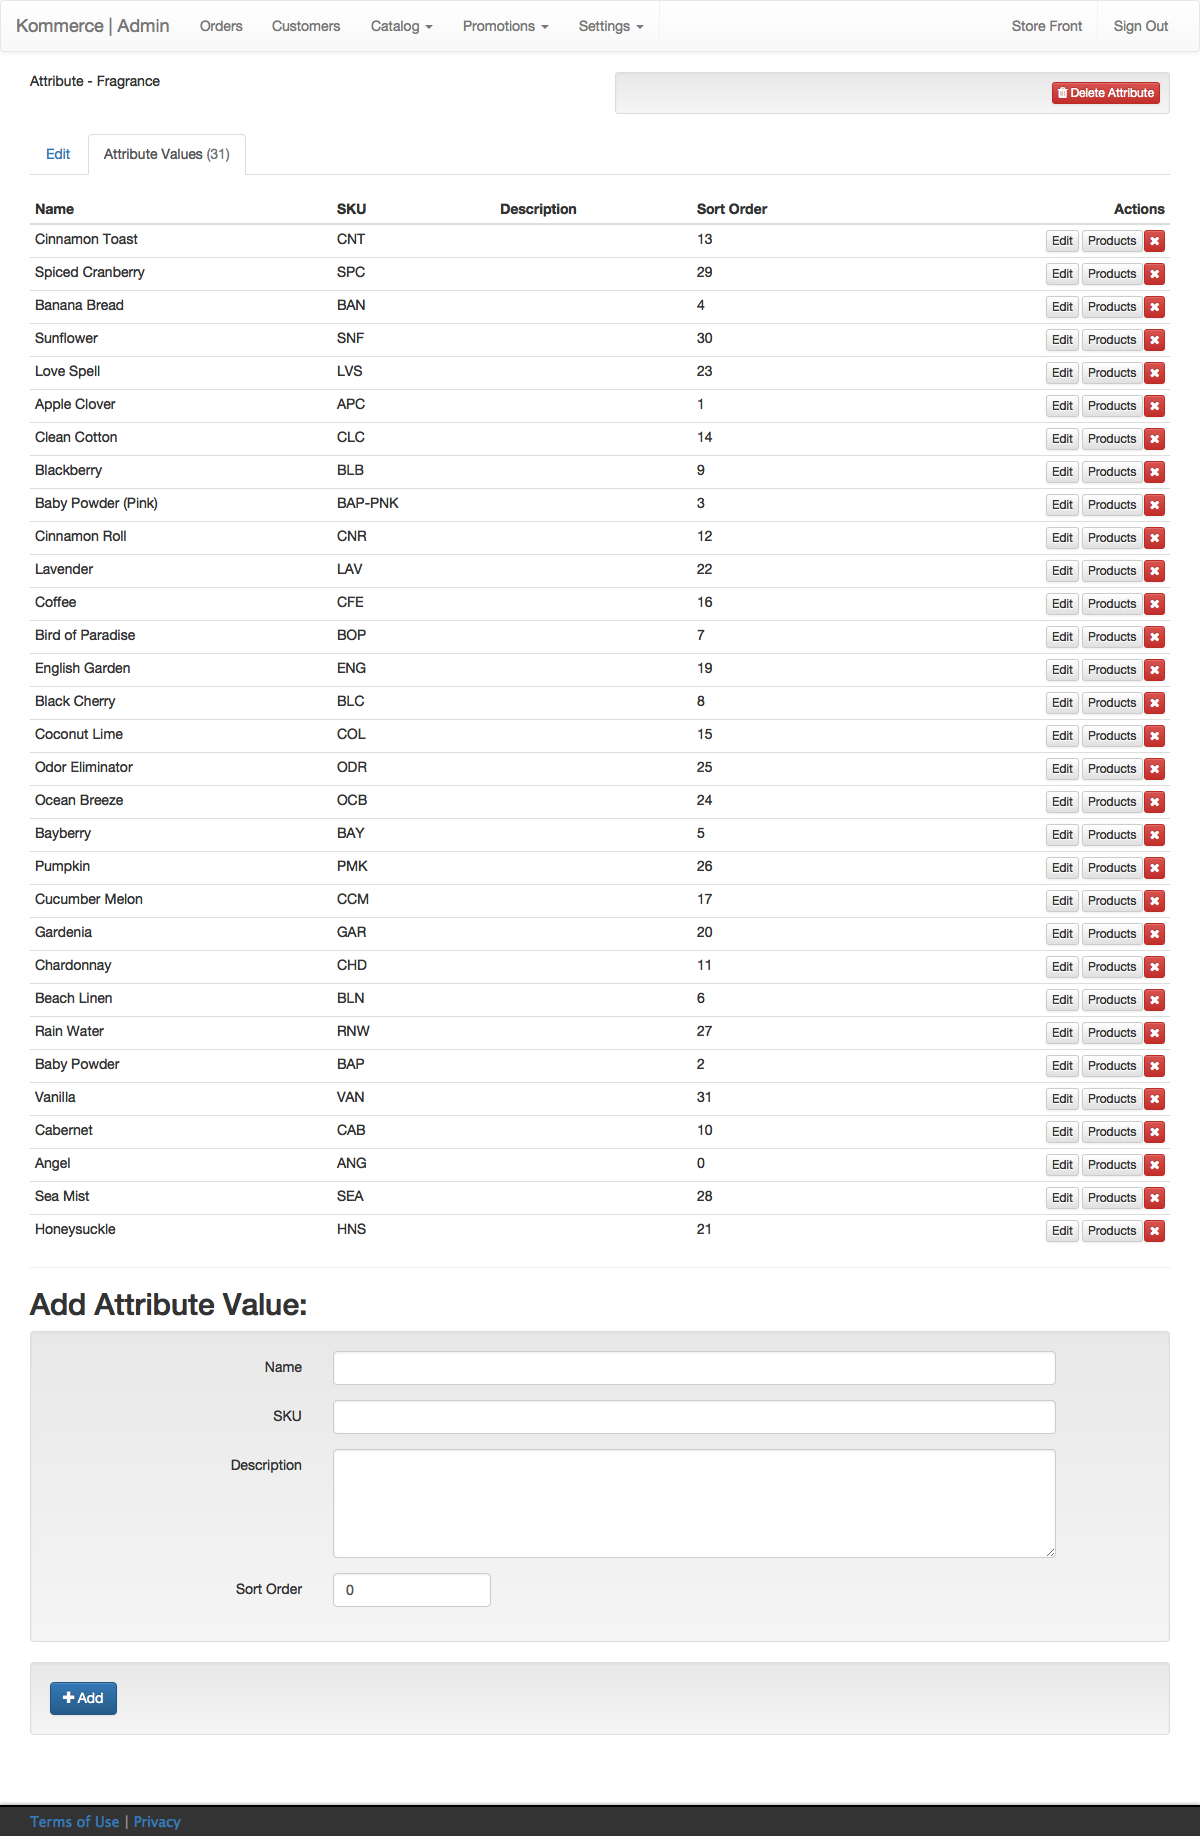 Kommerce | Admin Orders Customers Catalog Promotions Settings Store Front Sign Out
Attribute - Fragrance
Delete Attribute
Edit Attribute Values (31)
Name SKU Description Sort Order Actions
Cinnamon Toast CNT 13 Edit Products
Spiced Cranberry SPC 29 Edit Products
Banana Bread BAN 4 Edit Products
Sunflower SNF 30 Edit Products
Love Spell LVS 23 Edit Products
Apple Clover APC 1 Edit Products
Clean Cotton CLC 14 Edit Products
Blackberry BLB 9 Edit Products
Baby Powder (Pink) BAP-PNK 3 Edit Products
Cinnamon Roll CNR 12 Edit Products
Lavender LAV 22 Edit Products
Coffee CFE 16 Edit Products
Bird of Paradise BOP 7 Edit Products
English Garden ENG 19 Edit Products
Black Cherry BLC 8 Edit Products
Coconut Lime COL 15 Edit Products
Odor Eliminator ODR 25 Edit Products
Ocean Breeze OCB 24 Edit Products
Bayberry BAY 5 Edit Products
Pumpkin PMK 26 Edit Products
Cucumber Melon CCM 17 Edit Products
Gardenia GAR 20 Edit Products
Chardonnay CHD 11 Edit Products
Beach Linen BLN 6 Edit Products
Rain Water RNW 27 Edit Products
Baby Powder BAP 2 Edit Products
Vanilla VAN 31 Edit Products
Cabernet CAB 10 Edit Products
Angel ANG 0 Edit Products
Sea Mist SEA 28 Edit Products
Honeysuckle HNS 21 Edit Products
Add Attribute Value:
Name
SKU
Description
Sort Order 0
Add
Terms of Use | Privacy